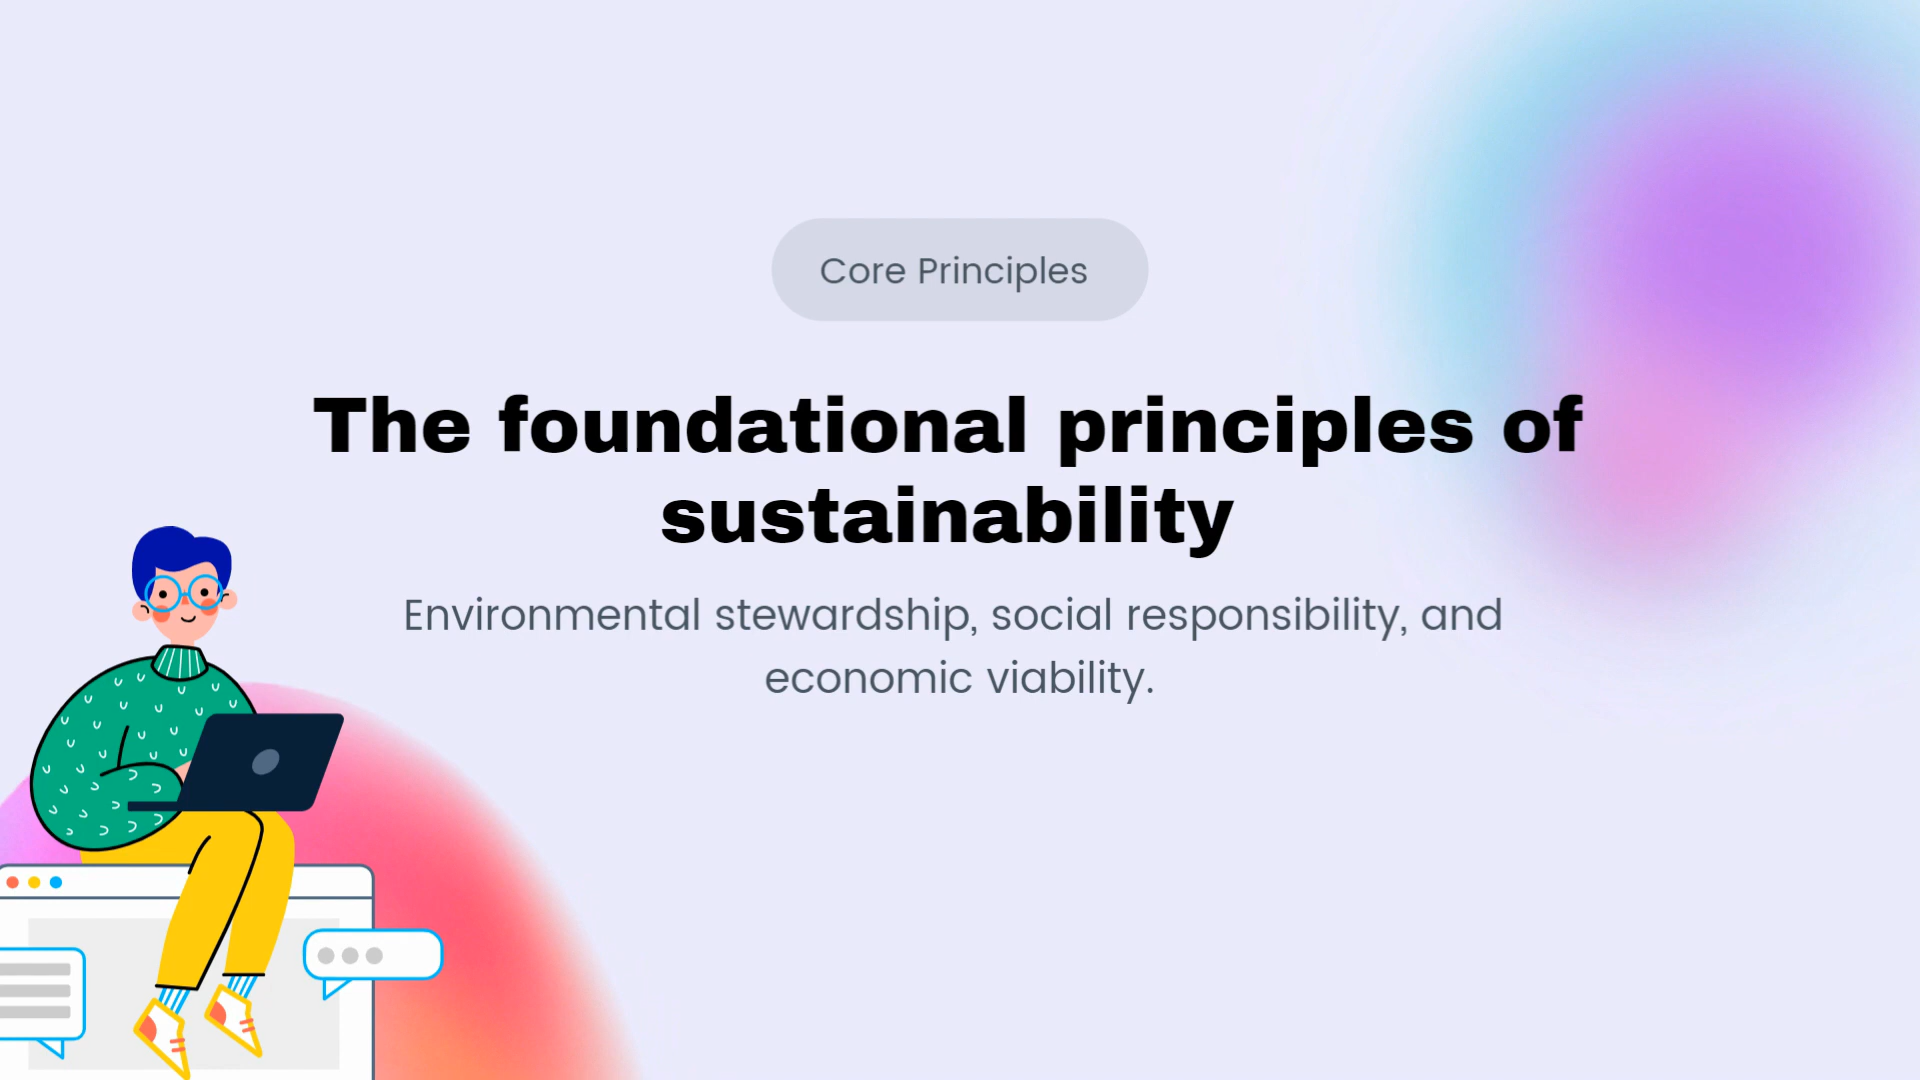 Core Principles
The foundational principles of
sustainability
Environmental stewardship, social responsibility, and
economic viability.